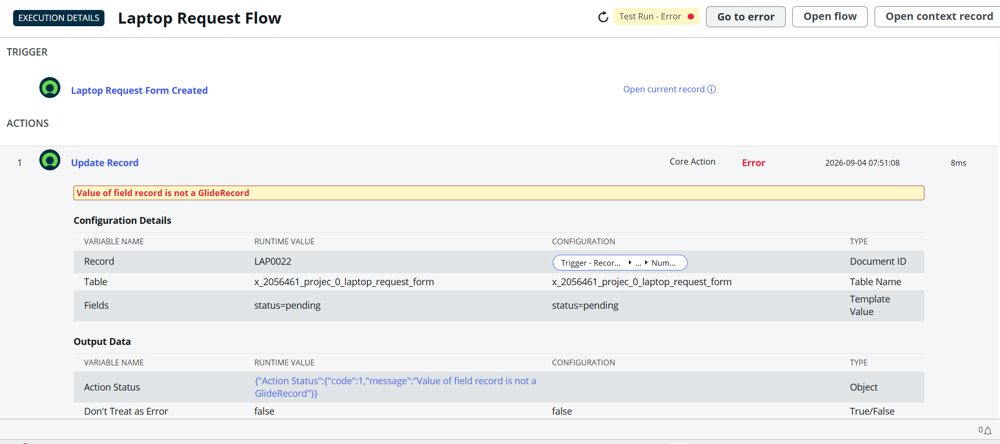 EXECUTION DETAILS Laptop Request Flow Test Run - Error Go to error Open flow Open context record
TRIGGER
Laptop Request Form Created Open current record
ACTIONS
1 Update Record Core Action Error 2026-09-04 07:51:08 8ms
Value of field record is not a GlideRecord
Configuration Details
VARIABLE NAME RUNTIME VALUE CONFIGURATION TYPE
Record LAP0022 Trigger - Recor... ... Num... Document ID
Table x_2056461_projec_0_laptop_request_form x_2056461_projec_0_laptop_request_form Table Name
Fields status=pending status=pending Template
Value
Output Data
VARIABLE NAME RUNTIME VALUE CONFIGURATION TYPE
Action Status {"Action Status":{"code":1,"message":"Value of field record is not a
GlideRecord"}} Object
Don't Treat as Error false false True/False
0